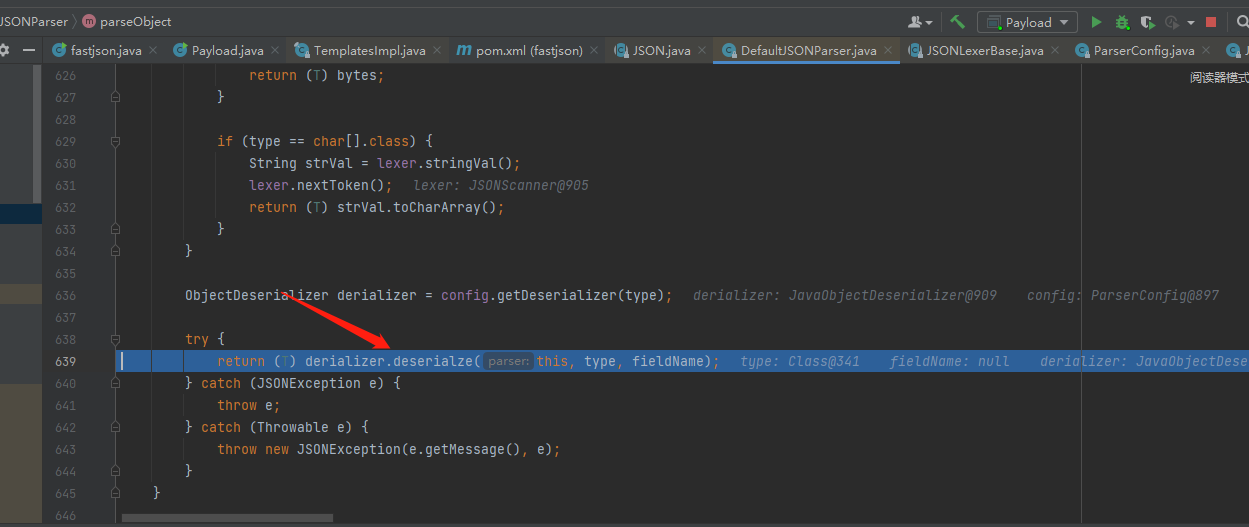 JSONParser 〉 m parseObject
Payload
fastjson.java × Payload.java × TemplatesImpl.java × m pom.xml (fastjson) × JSON.java × DefaultJSONParser.java × JSONLexerBase.java × ParserConfig.java × J
阅读器模式
626 return (T) bytes;
627 }
628
629 if (type == char[].class) {
630 String strVal = lexer.stringVal();
631 lexer.nextToken(); lexer: JSONScanner@905
632 return (T) strVal.toCharArray();
633 }
634 }
635
636 ObjectDeserializer derializer = config.getDeserializer(type); derializer: JavaObjectDeserializer@909 config: ParserConfig@897
637
638 try {
639 return (T) derializer.deserialze( parser: this, type, fieldName); type: Class@341 fieldName: null derializer: JavaObjectDese
640 } catch (JSONException e) {
641 throw e;
642 } catch (Throwable e) {
643 throw new JSONException(e.getMessage(), e);
644 }
645 }
646